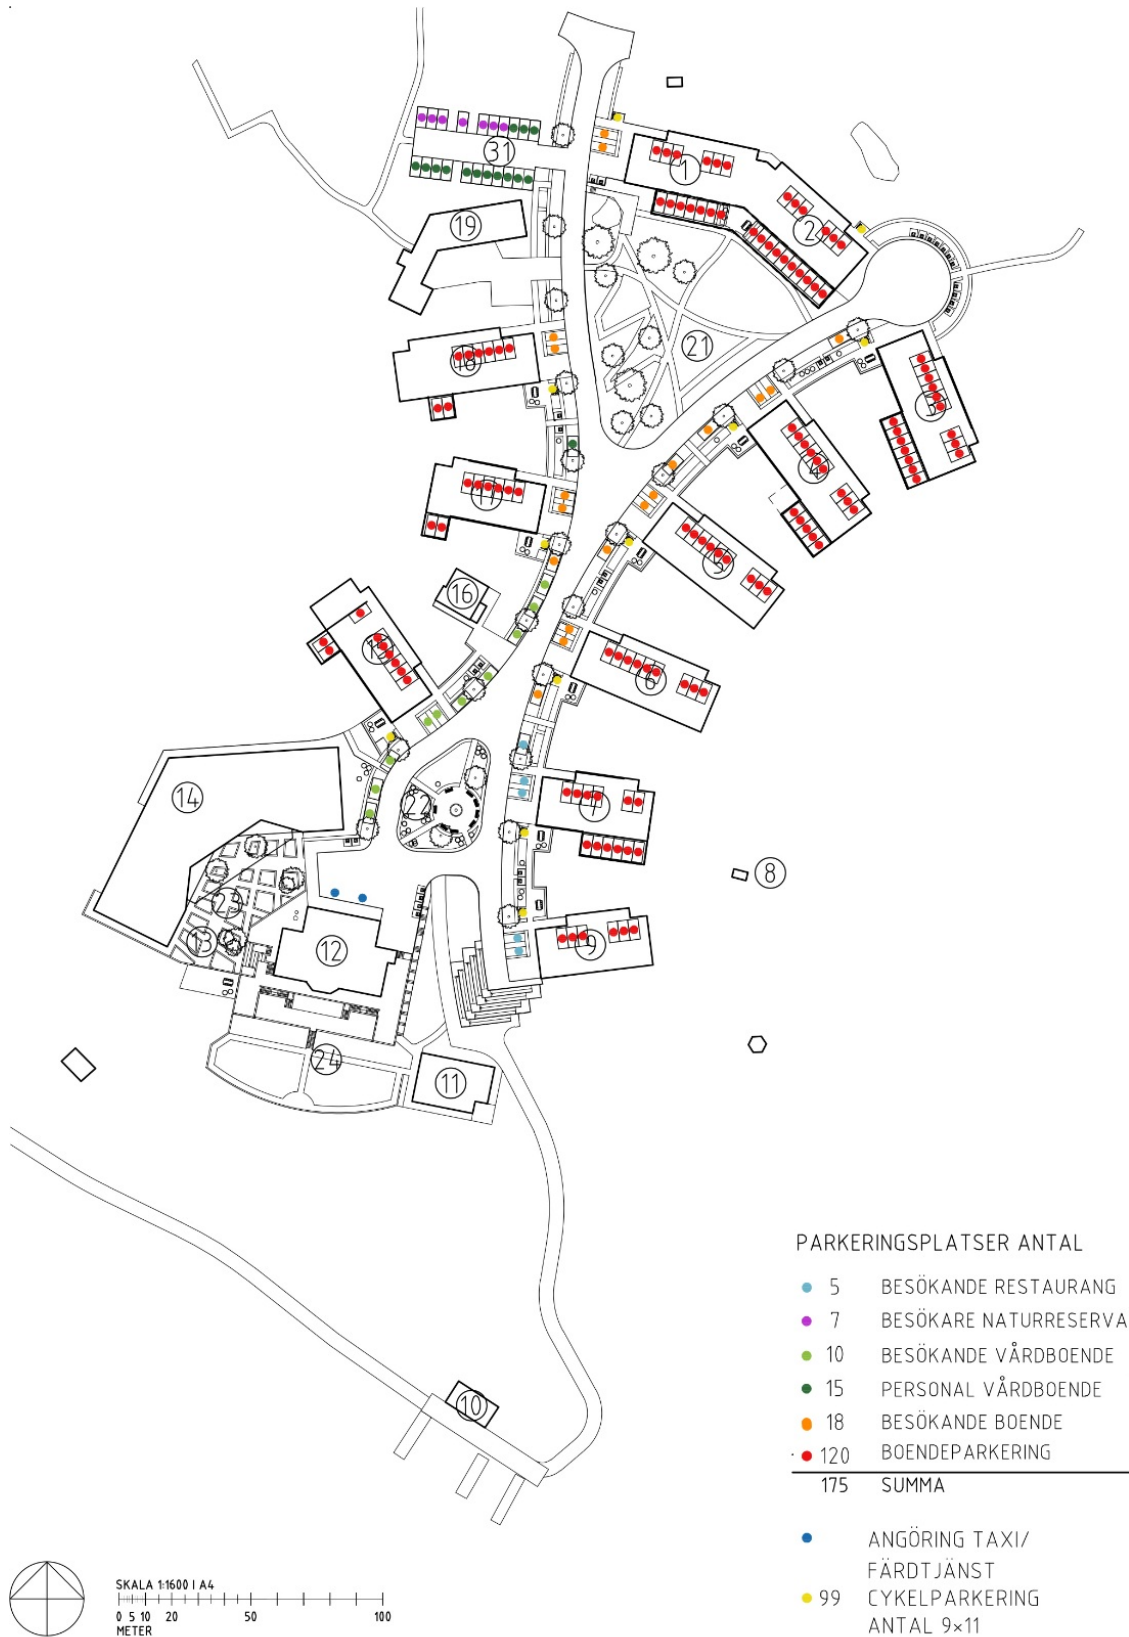 31
1
2
19
21
18
3
4
17
5
16
15
6
14
22
7
8
23
13
12
9
24
11
10
PARKERINGSPLATSER ANTAL
5 BESÖKANDE RESTAURANG
7 BESÖKARE NATURRESERVA
10 BESÖKANDE VÅRDBOENDE
15 PERSONAL VÅRDBOENDE
18 BESÖKANDE BOENDE
120 BOENDEPARKERING
175 SUMMA
ANGÖRING TAXI/
FÄRDTJÄNST
99 CYKELPARKERING
ANTAL 9×11
SKALA 1:1600 I A4
0 5 10 20 50 100
METER